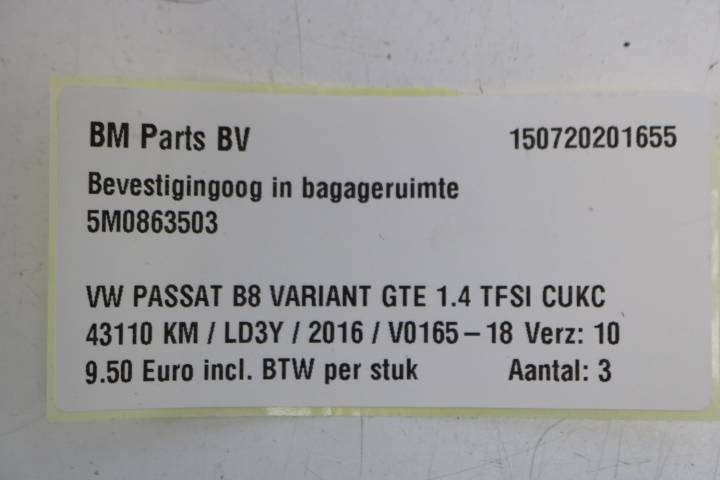 BM Parts BV 150720201655
Bevestigingoog in bagageruimte
5M0863503
VW PASSAT B8 VARIANT GTE 1.4 TFSI CUKC
43110 KM / LD3Y / 2016 / V0165-18 Verz: 10
9.50 Euro incl. BTW per stuk Aantal: 3